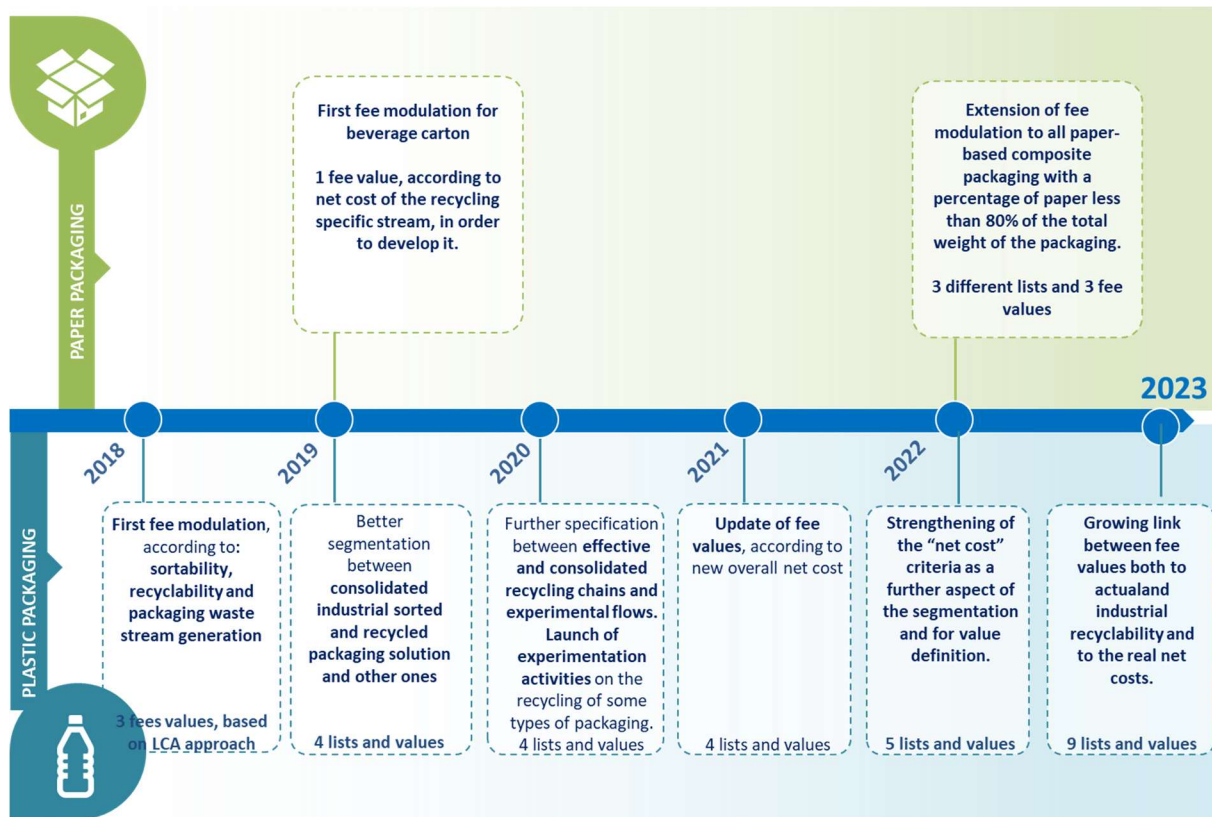 PAPER PACKAGING
First fee modulation for
beverage carton
1 fee value, according to
net cost of the recycling
specific stream, in order
to develop it.
Extension of fee
modulation to all paper-
based composite
packaging with a
percentage of paper less
than 80% of the total
weight of the packaging.
3 different lists and 3 fee
values
2023
2018
2019
2020
2021
2022
PLASTIC PACKAGING
First fee modulation,
according to:
sortability,
recyclability and
packaging waste
stream generation
3 fees values, based
on LCA approach
Better
segmentation
between
consolidated
industrial sorted
and recycled
packaging solution
and other ones
4 lists and values
Further specification
between effective
and consolidated
recycling chains and
experimental flows.
Launch of
experimentation
activities on the
recycling of some
types of packaging.
4 lists and values
Update of fee
values, according to
new overall net cost
4 lists and values
Strengthening of
the “net cost”
criteria as a
further aspect of
the segmentation
and for value
definition.
5 lists and values
Growing link
between fee
values both to
actualand
industrial
recyclability and
to the real net
costs.
9 lists and values